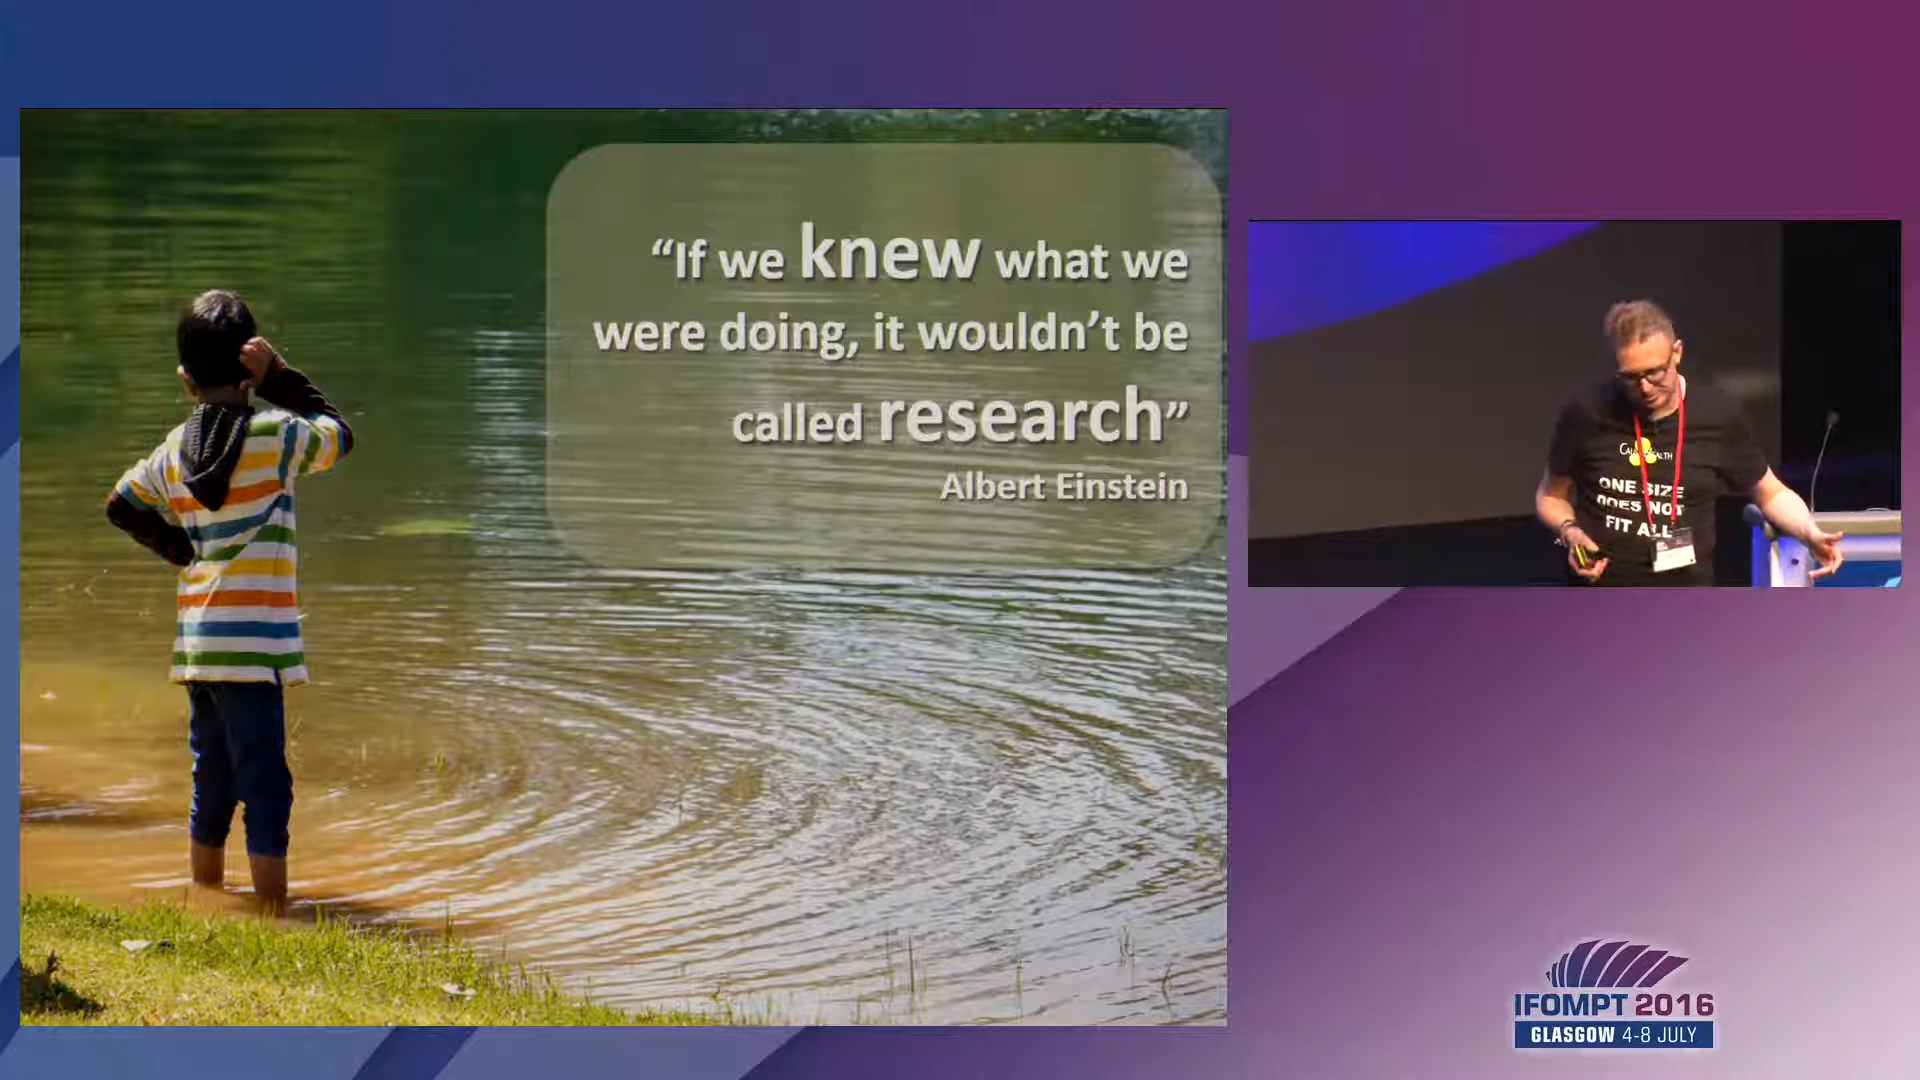 “If we knew what we
were doing, it wouldn’t be
called research”
Albert Einstein
ONE SIZE
DOES NOT
FIT ALL
IFOMPT 2016
GLASGOW 4-8 JULY